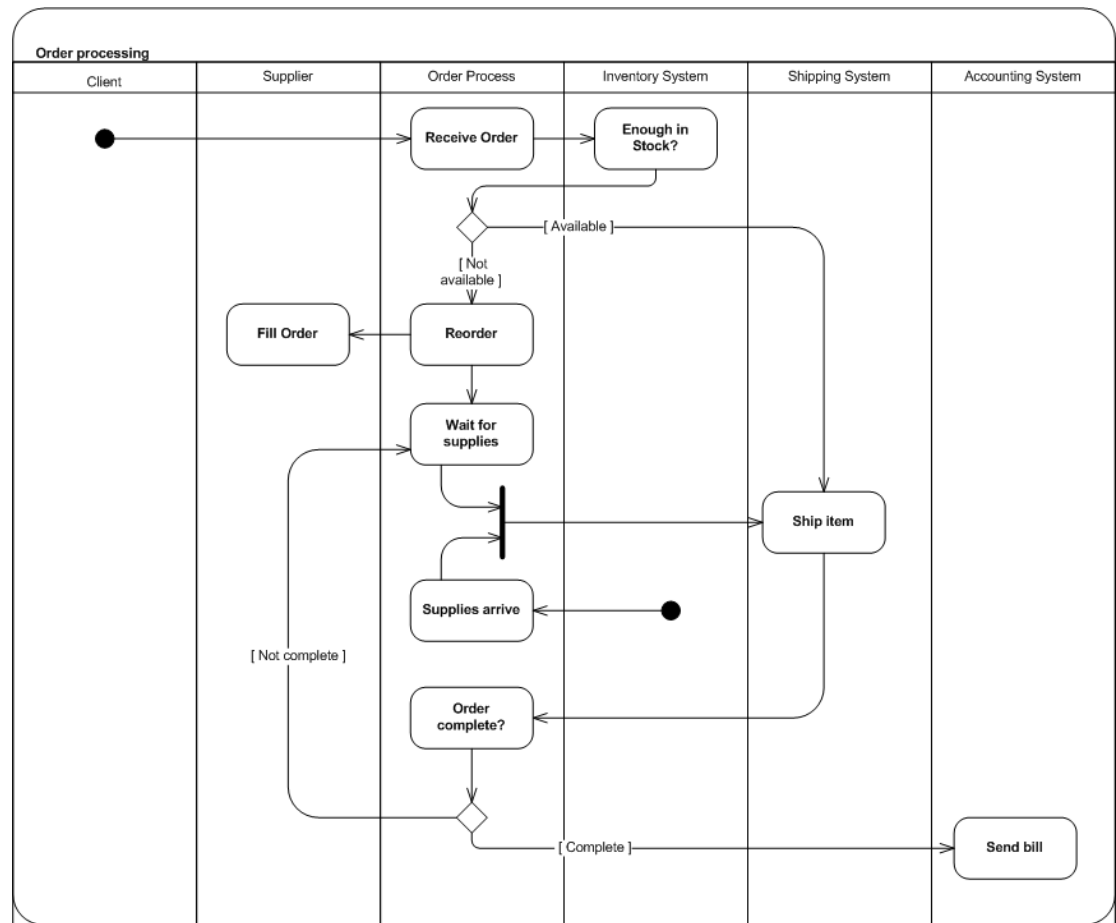 Order processing
Client
Supplier
Order Process
Inventory System
Shipping System
Accounting System
Receive Order
Enough in
Stock?
[ Available ]
[ Not
available ]
Fill Order
Reorder
Wait for
supplies
Ship item
Supplies arrive
[ Not complete ]
Order
complete?
[ Complete ]
Send bill